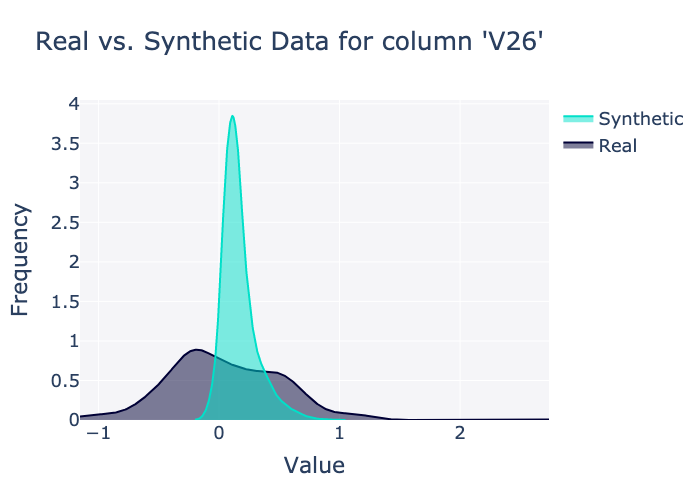 Real vs. Synthetic Data for column 'V26'
Synthetic
Real
Frequency
4
3.5
3
2.5
2
1.5
1
0.5
0
−1
0
1
2
Value